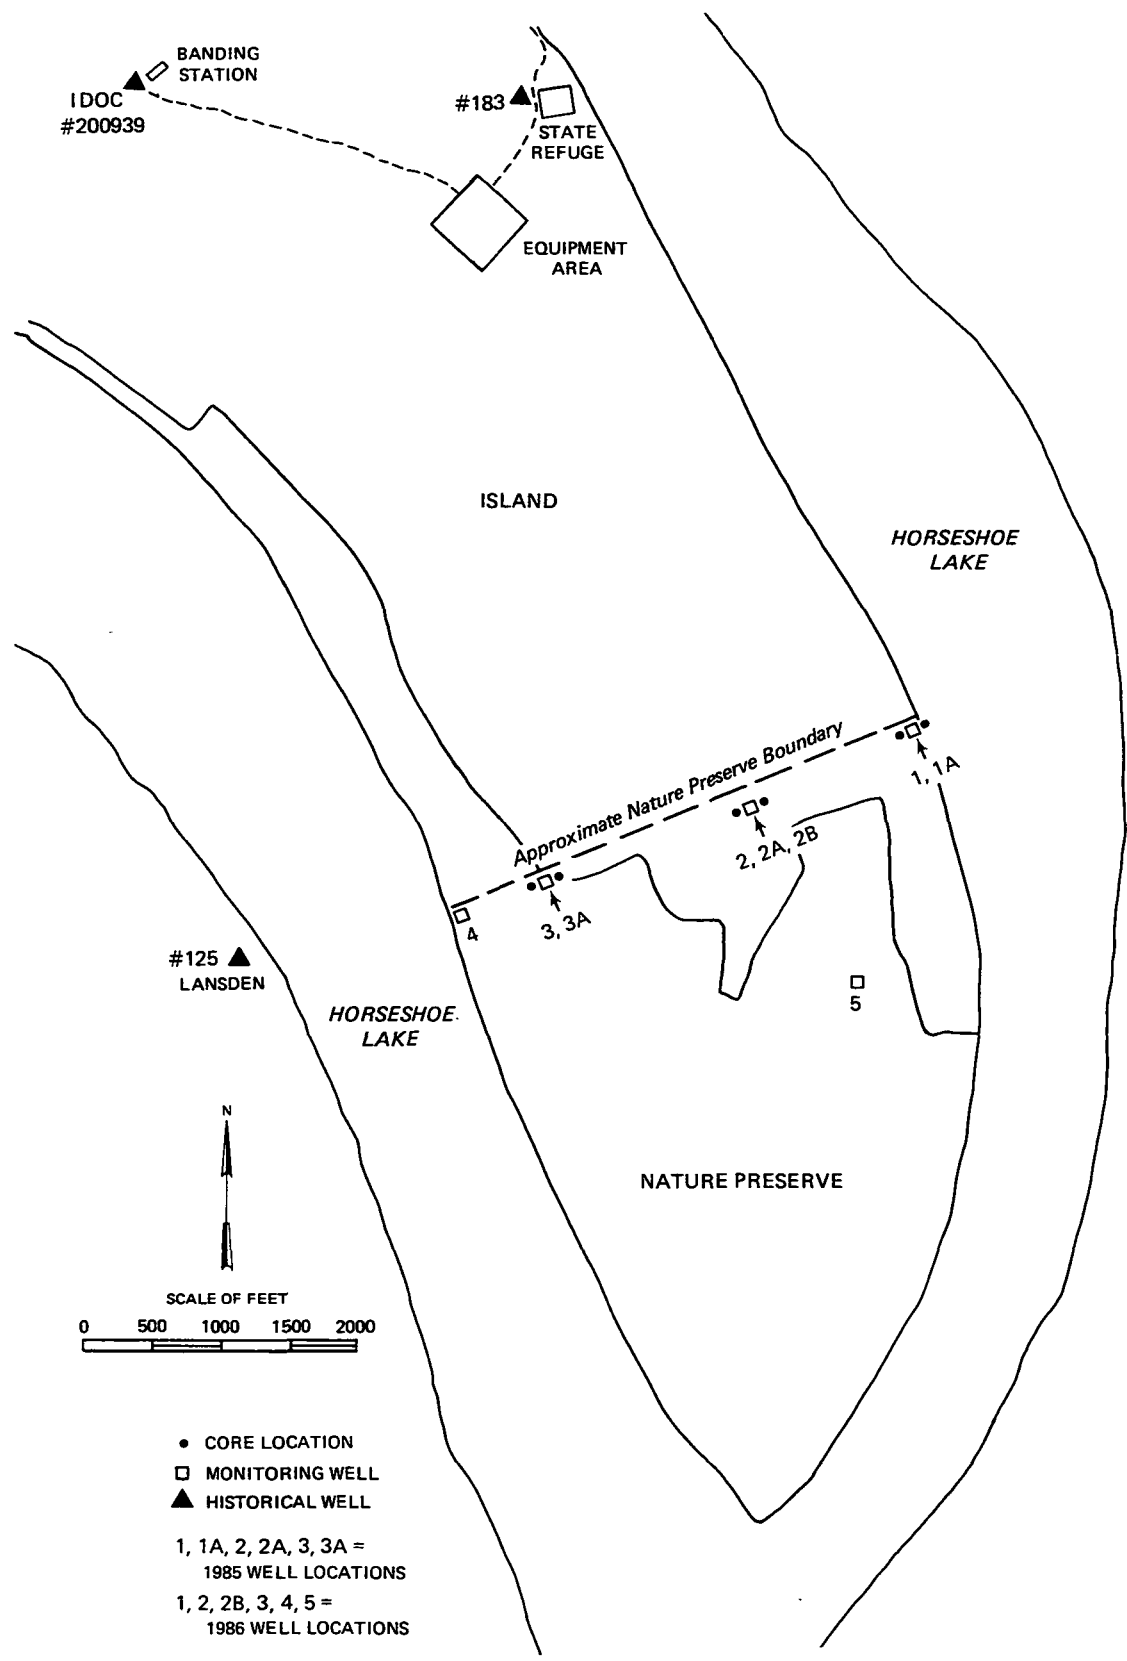 BANDING
STATION
IDOC
#200939
#183
STATE
REFUGE
EQUIPMENT
AREA
ISLAND
HORSESHOE
LAKE
Approximate Nature Preserve Boundary
1, 1A
2, 2A, 2B
3, 3A
4
#125
LANSDEN
5
HORSESHOE
LAKE
N
NATURE PRESERVE
SCALE OF FEET
0 500 1000 1500 2000
CORE LOCATION
MONITORING WELL
HISTORICAL WELL
1, 1A, 2, 2A, 3, 3A =
1985 WELL LOCATIONS
1, 2, 2B, 3, 4, 5 =
1986 WELL LOCATIONS